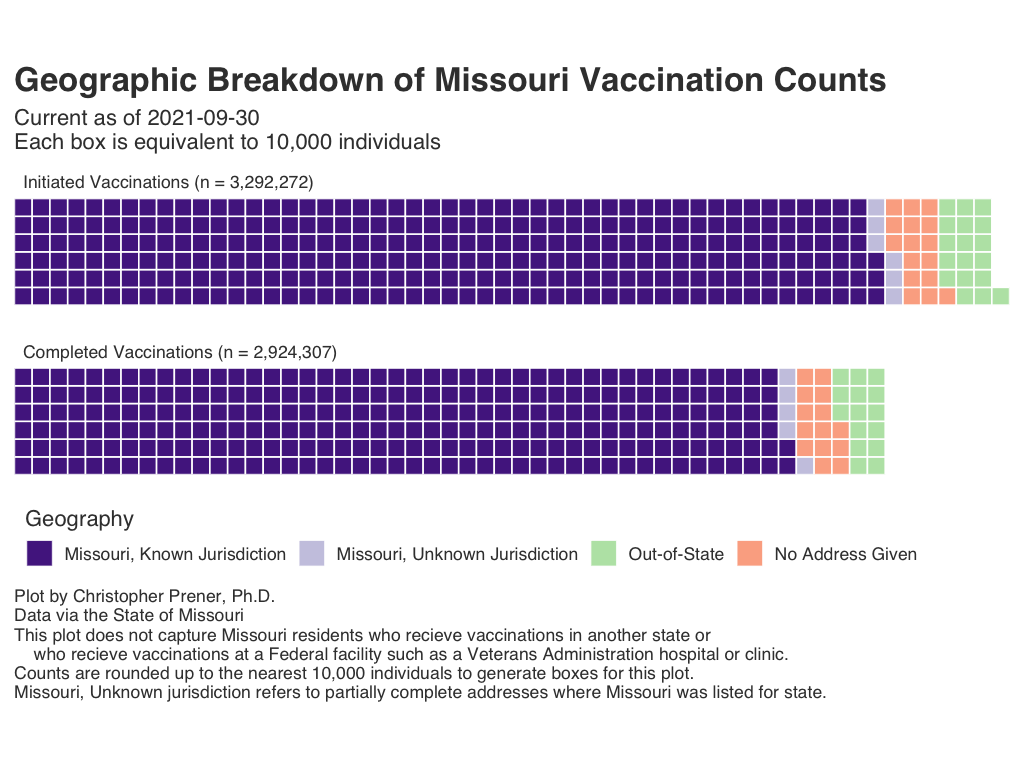 Geographic Breakdown of Missouri Vaccination Counts
Current as of 2021-09-30
Each box is equivalent to 10,000 individuals
Initiated Vaccinations (n = 3,292,272)
Completed Vaccinations (n = 2,924,307)
Geography
Missouri, Known Jurisdiction
Missouri, Unknown Jurisdiction
Out-of-State
No Address Given
Plot by Christopher Prener, Ph.D.
Data via the State of Missouri
This plot does not capture Missouri residents who recieve vaccinations in another state or
who recieve vaccinations at a Federal facility such as a Veterans Administration hospital or clinic.
Counts are rounded up to the nearest 10,000 individuals to generate boxes for this plot.
Missouri, Unknown jurisdiction refers to partially complete addresses where Missouri was listed for state.